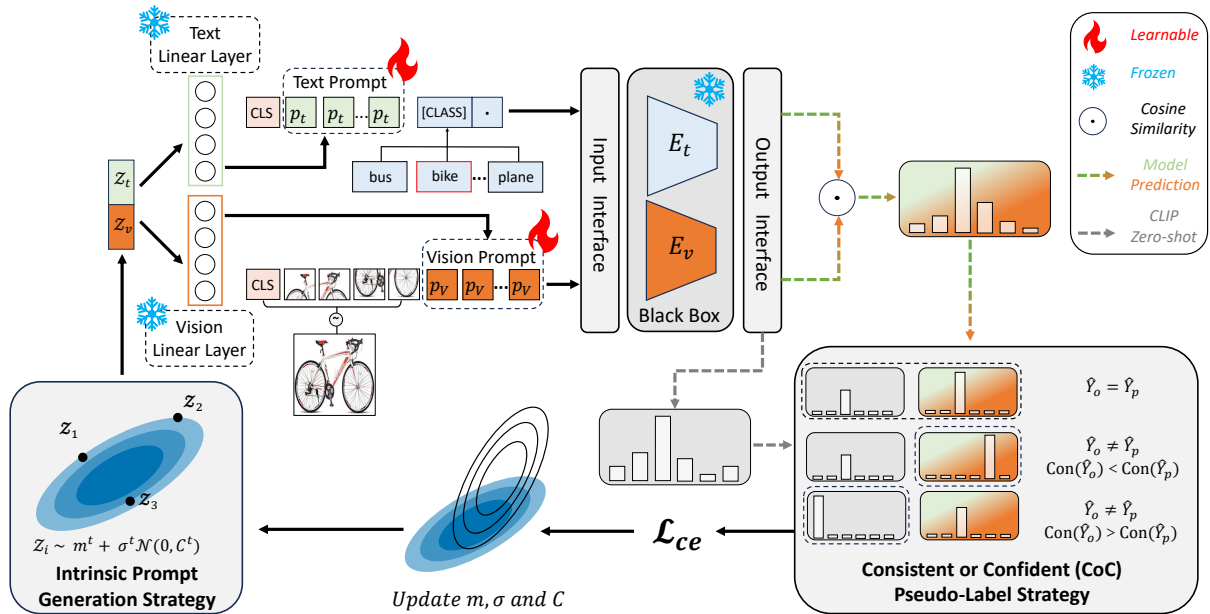 Text
Linear Layer
Text Prompt
CLS
p_t
p_t
...
p_t
[CLASS]
.
bus
bike
...
plane
Z_t
Z_v
CLS
Vision Prompt
p_V
p_V
...
p_V
~
Vision
Linear Layer
Input Interface
E_t
E_v
Black Box
Output Interface
Learnable
Frozen
Cosine
Similarity
Model
Prediction
CLIP
Zero-shot
Z_1
Z_2
Z_3
Z_i ~ m^t + σ^t 𝒩(0, C^t)
Intrinsic Prompt
Generation Strategy
Update m, σ and C
ℒ_ce
Ŷ_o = Ŷ_p
Ŷ_o ≠ Ŷ_p
Con(Ŷ_o) < Con(Ŷ_p)
Ŷ_o ≠ Ŷ_p
Con(Ŷ_o) > Con(Ŷ_p)
Consistent or Confident (CoC)
Pseudo-Label Strategy